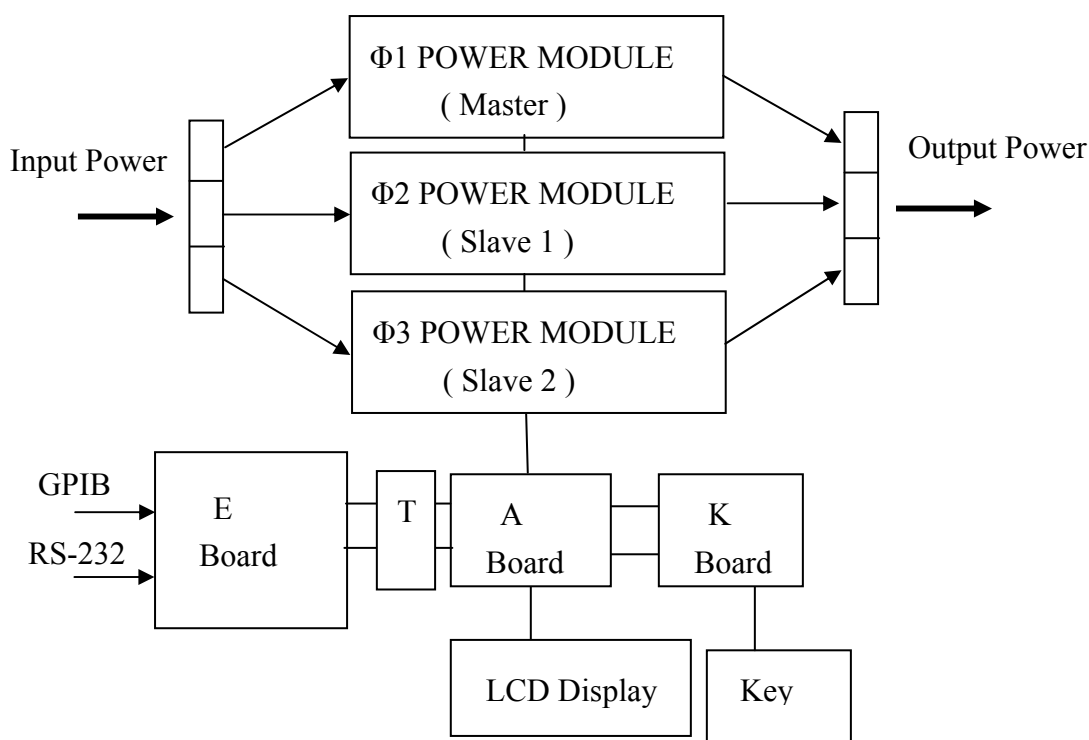 Φ1 POWER MODULE
( Master )
Input Power
Output Power
Φ2 POWER MODULE
( Slave 1 )
Φ3 POWER MODULE
( Slave 2 )
GPIB
RS-232
E
Board
T
A
Board
K
Board
LCD Display
Key